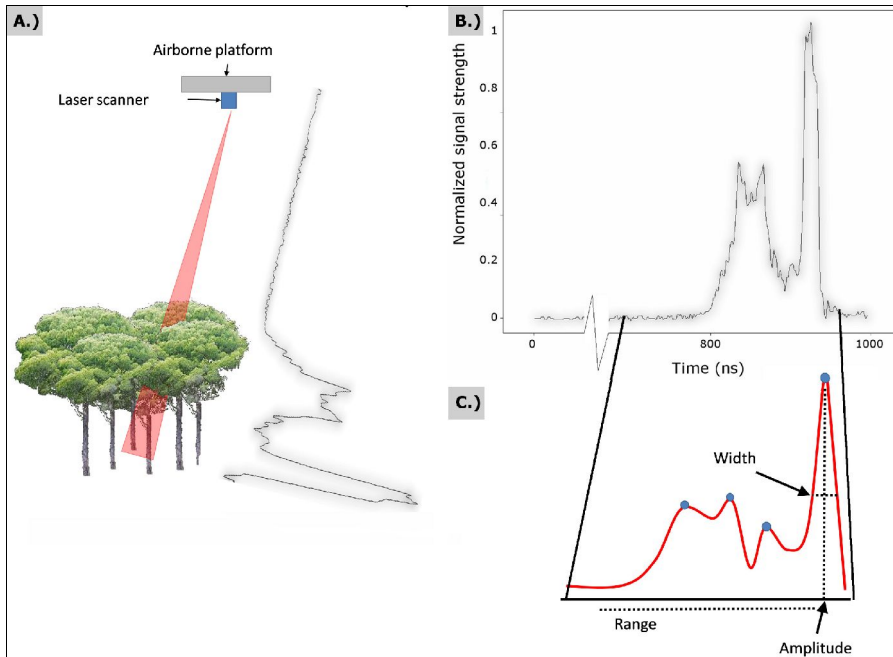 A.)
Airborne platform
Laser scanner
B.)
Normalized signal strength
1
0.8
0.6
0.4
0.2
0
0
800
1000
Time (ns)
C.)
Width
Range
Amplitude